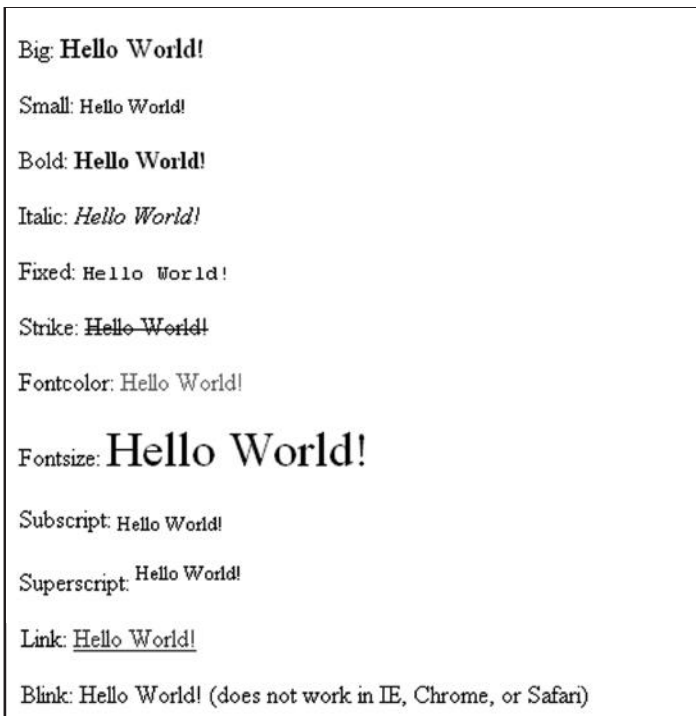 Big: Hello World!
Small: Hello World!
Bold: Hello World!
Italic: Hello World!
Fixed: Hello World!
Strike: Hello World!
Fontcolor: Hello World!
Fontsize: Hello World!
Subscript: Hello World!
Superscript: Hello World!
Link: Hello World!
Blink: Hello World! (does not work in IE, Chrome, or Safari)